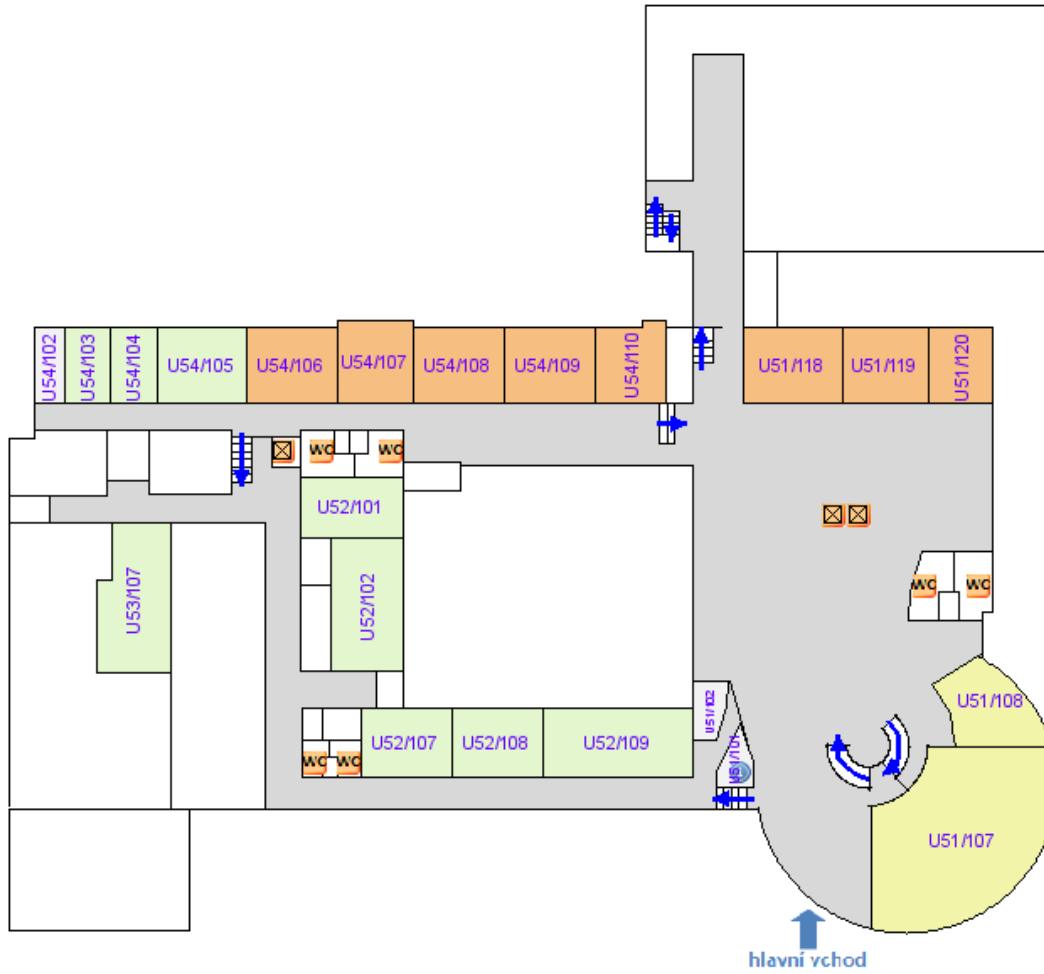 U54/102
U54/103
U54/104
U54/105
U54/106
U54/107
U54/108
U54/109
U54/110
U51/118
U51/119
U51/120
WC
WC
U52/101
U53/107
U52/102
WC
WC
U51/102
U51/108
U52/107
U52/108
U52/109
U51/101
WC
WC
U51/107
hlavní vchod